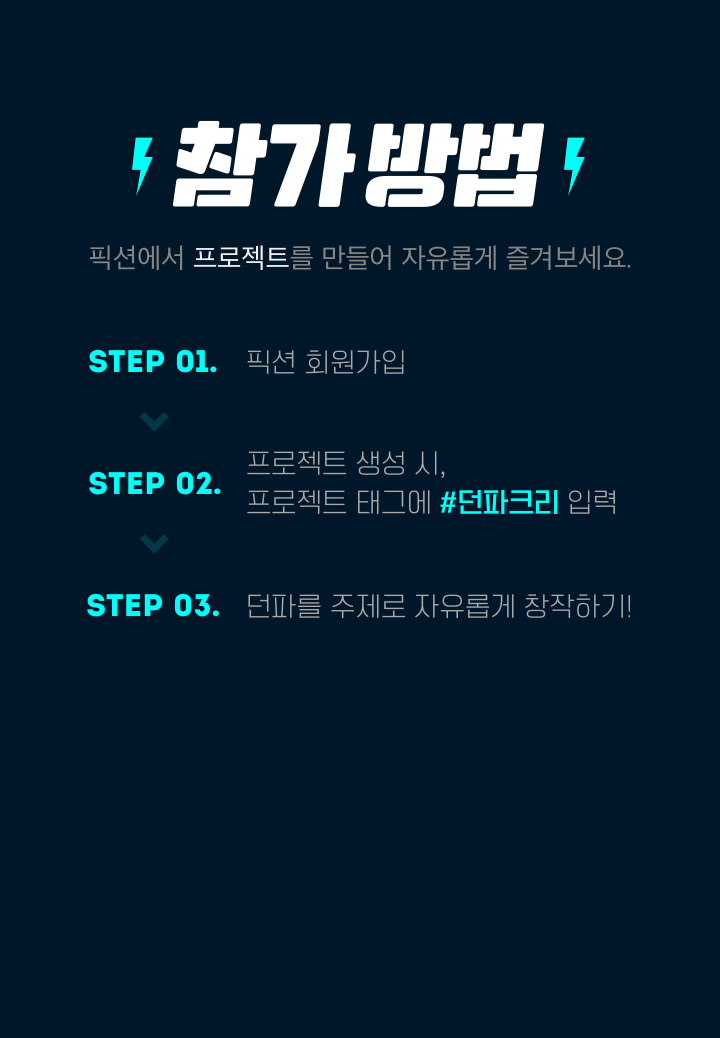 참가 방법
픽션에서 프로젝트를 만들어 자유롭게 즐겨보세요.
STEP 01. 픽션 회원가입
프로젝트 생성 시,
STEP 02. 프로젝트 태그에 #던파크리 입력
STEP 03. 던파를 주제로 자유롭게 창작하기!